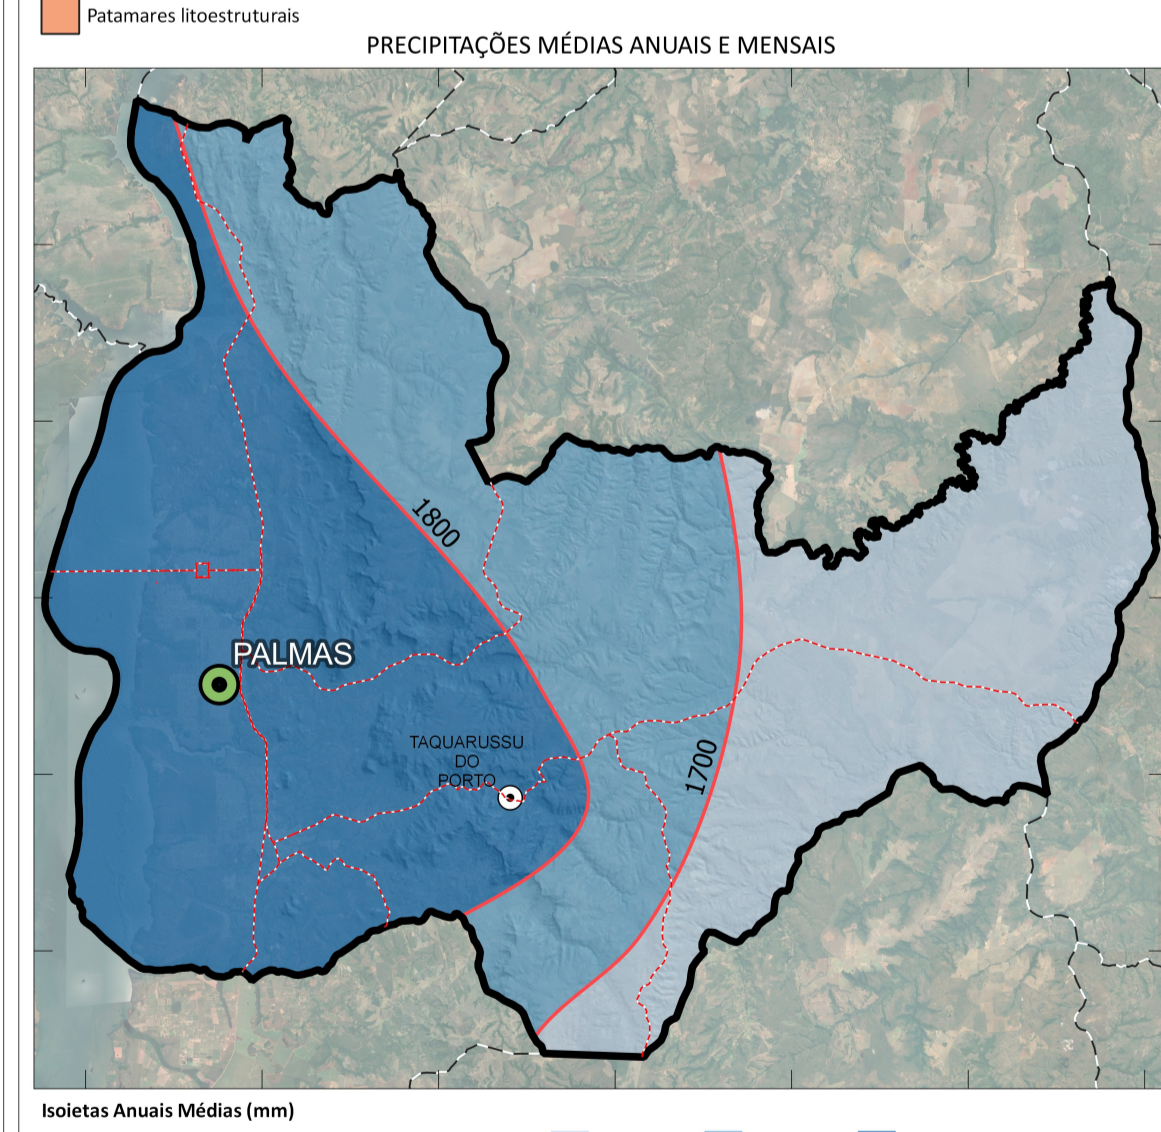 Patamares litoestruturais
PRECIPITAÇÕES MÉDIAS ANUAIS E MENSAIS
1800
PALMAS
TAQUARUSSU
DO
PORTO
1700
Isoietas Anuais Médias (mm)